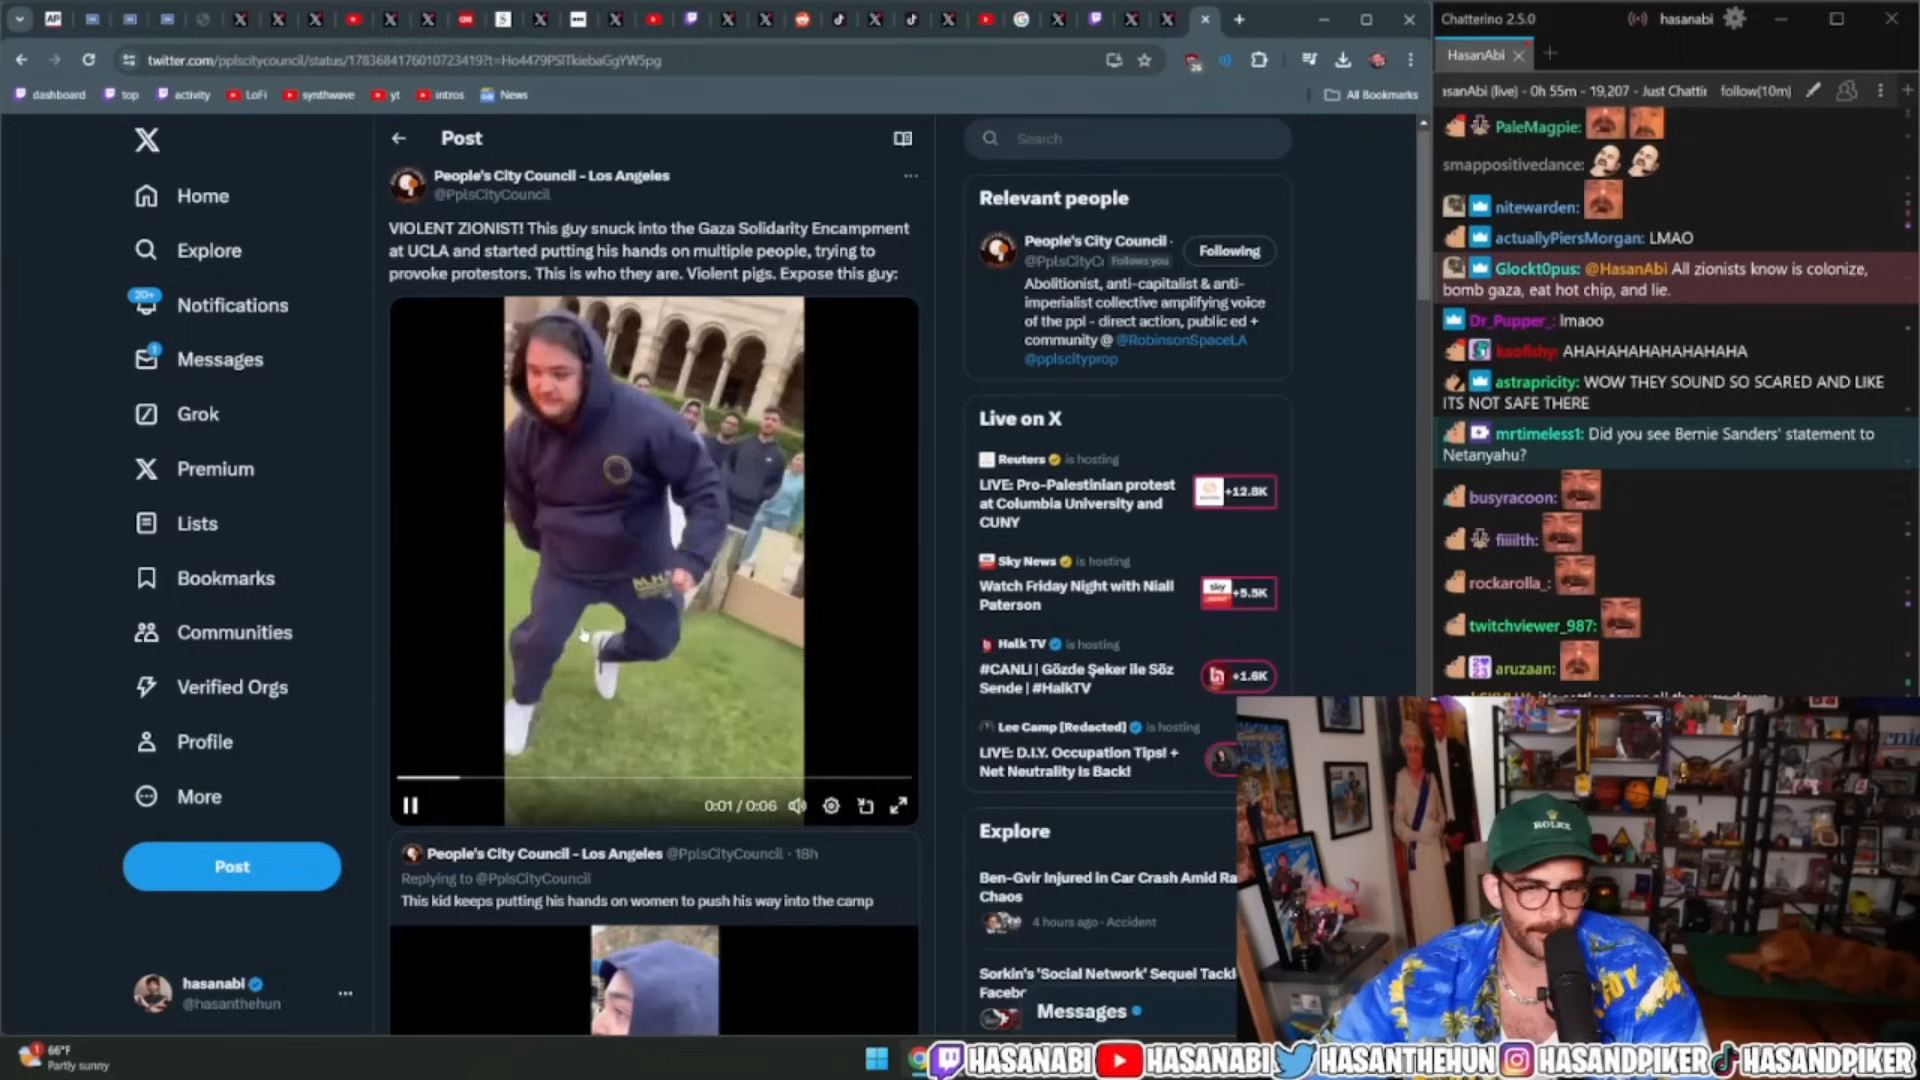 twitter.com/pplscitycouncil/status/1783684176010723419?t=Ho4479PSlTkiebaGgYW5pg
dashboard
top
activity
LoFi
synthwave
yt
intros
News
All Bookmarks
Home
Explore
Notifications
20+
Messages
1
Grok
Premium
Lists
Bookmarks
Communities
Verified Orgs
Profile
More
Post
hasanabi
@hasanthehun
Post
People's City Council - Los Angeles
@PplsCityCouncil
VIOLENT ZIONIST! This guy snuck into the Gaza Solidarity Encampment
at UCLA and started putting his hands on multiple people, trying to
provoke protestors. This is who they are. Violent pigs. Expose this guy:
0:01 / 0:06
People's City Council - Los Angeles @PplsCityCouncil · 18h
Replying to @PplsCityCouncil
This kid keeps putting his hands on women to push his way into the camp
Search
Relevant people
People's City Council ·
@PplsCityC Follows you
Following
Abolitionist, anti-capitalist & anti-
imperialist collective amplifying voice
of the ppl - direct action, public ed +
community @ @RobinsonSpaceLA
@pplscityprop
Live on X
Reuters is hosting
LIVE: Pro-Palestinian protest
at Columbia University and
CUNY
+12.8K
Sky News is hosting
Watch Friday Night with Niall
Paterson
+5.5K
Halk TV is hosting
#CANLI | Gözde Şeker ile Söz
Sende | #HalkTV
+1.6K
Lee Camp [Redacted] is hosting
LIVE: D.I.Y. Occupation Tips! +
Net Neutrality Is Back!
Explore
Ben-Gvir Injured in Car Crash Amid Ra
Chaos
4 hours ago · Accident
Sorkin's 'Social Network' Sequel Tackl
Faceb
Messages
Chatterino 2.5.0
hasanabi
HasanAbi
asanAbi (live) - 0h 55m - 19,207 - Just Chattin
follow(10m)
PaleMagpie:
smappositivedance:
nitewarden:
actuallyPiersMorgan: LMAO
Glockt0pus: @HasanAbi All zionists know is colonize,
bomb gaza, eat hot chip, and lie.
Dr_Pupper_: lmaoo
kaofishy: AHAHAHAHAHAHAHAHA
astrapricity: WOW THEY SOUND SO SCARED AND LIKE
ITS NOT SAFE THERE
mrtimeless1: Did you see Bernie Sanders' statement to
Netanyahu?
busyracoon:
fiiiilth:
rockarolla_:
twitchviewer_987:
aruzaan:
ROLEX
66°F
Partly sunny
HASANABI
HASANABI
HASANTHEHUN
HASANDPIKER
HASANDPIKER